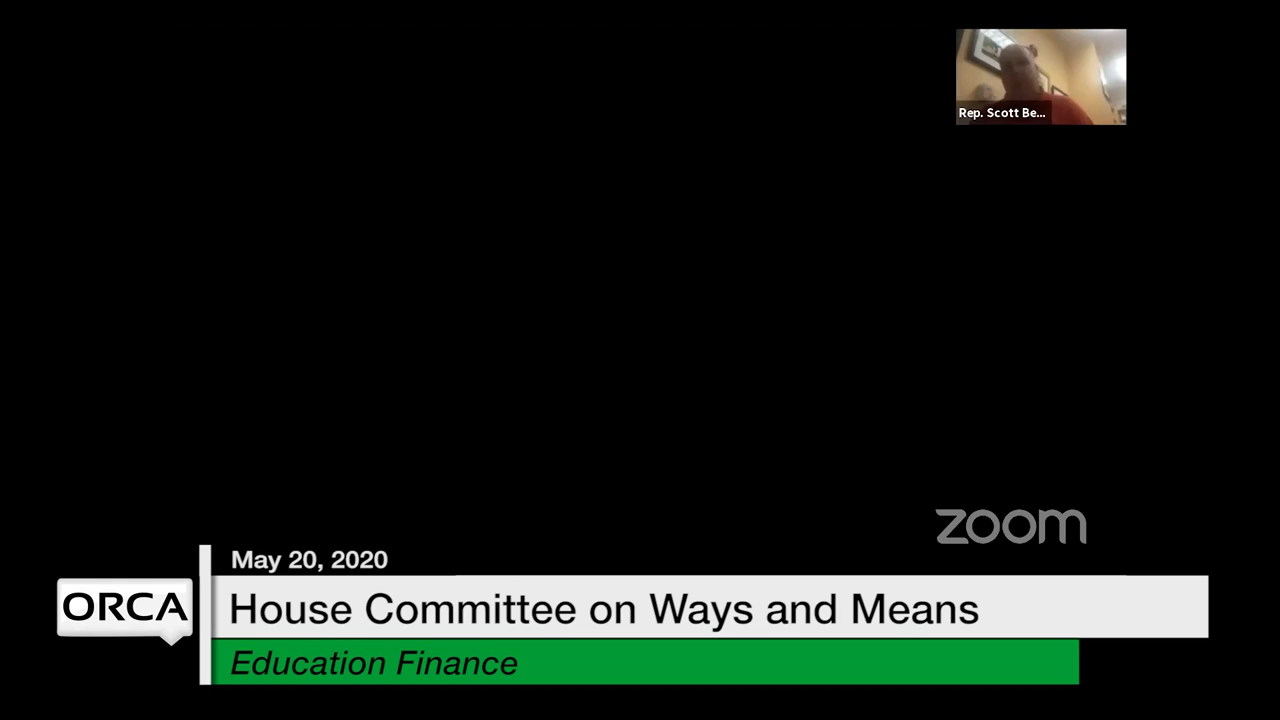 Rep. Scott Be...
zoom
May 20, 2020
ORCA
House Committee on Ways and Means
Education Finance